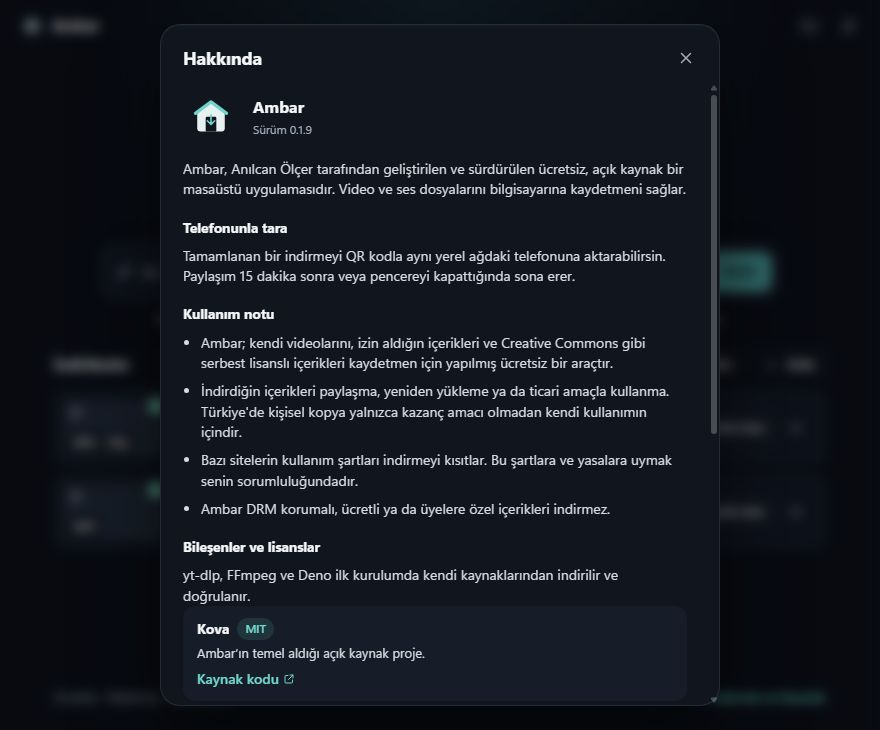 Hakkında
Ambar
Sürüm 0.1.9
Ambar, Anılcan Ölçer tarafından geliştirilen ve sürdürülen ücretsiz, açık kaynak bir
masaüstü uygulamasıdır. Video ve ses dosyalarını bilgisayarına kaydetmeni sağlar.
Telefonunla tara
Tamamlanan bir indirmeyi QR kodla aynı yerel ağdaki telefonuna aktarabilirsin.
Paylaşım 15 dakika sonra veya pencereyi kapattığında sona erer.
Kullanım notu
Ambar; kendi videolarını, izin aldığın içerikleri ve Creative Commons gibi
serbest lisanslı içerikleri kaydetmen için yapılmış ücretsiz bir araçtır.
İndirdiğin içerikleri paylaşma, yeniden yükleme ya da ticari amaçla kullanma.
Türkiye'de kişisel kopya yalnızca kazanç amacı olmadan kendi kullanımın
içindir.
Bazı sitelerin kullanım şartları indirmeyi kısıtlar. Bu şartlara ve yasalara uymak
senin sorumluluğundadır.
Ambar DRM korumalı, ücretli ya da üyelere özel içerikleri indirmez.
Bileşenler ve lisanslar
yt-dlp, FFmpeg ve Deno ilk kurulumda kendi kaynaklarından indirilir ve
doğrulanır.
Kova MIT
Ambar'ın temel aldığı açık kaynak proje.
Kaynak kodu